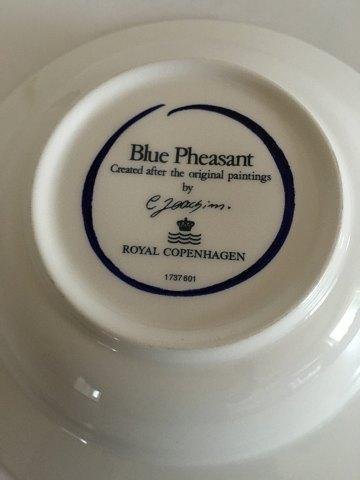 Blue Pheasant
Created after the original paintings
by
C. Joachim.
ROYAL COPENHAGEN
1737601